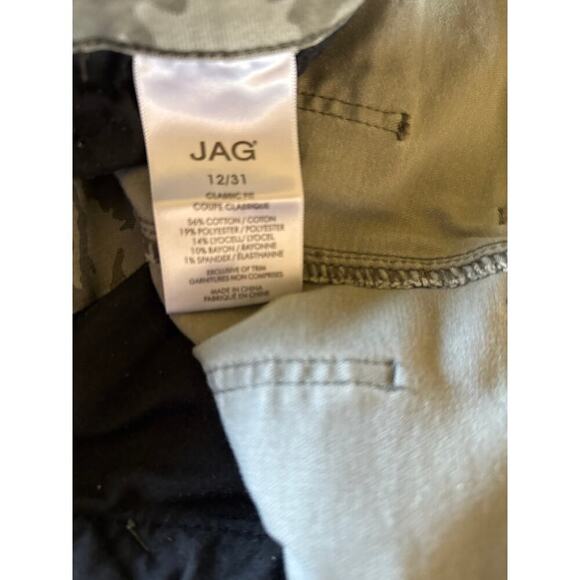 JAG®
12/31
CLASSIC FIT
COUPE CLASSIQUE
56% COTTON / COTON
19% POLYESTER / POLYESTER
14% LYOCELL/ LYOCEL
10% RAYON / RAYONNE
1% SPANDEX / ÉLASTHANNE
EXCLUSIVE OF TRIM
GARNITURES NON COMPRISES
MADE IN CHINA
FABRIQUÉ EN CHINE